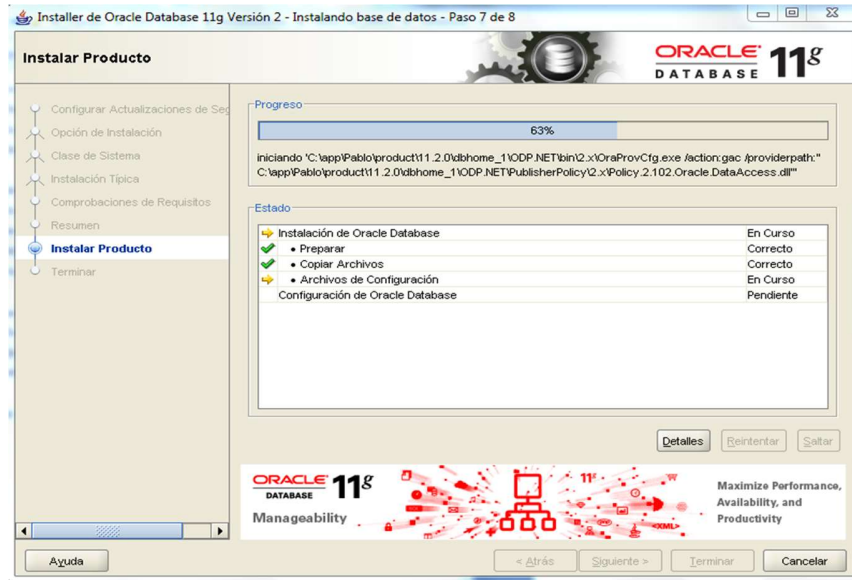 Installer de Oracle Database 11g Versión 2 - Instalando base de datos - Paso 7 de 8
Instalar Producto
ORACLE 11g
DATABASE
Configurar Actualizaciones de Seg
Opción de Instalación
Clase de Sistema
Instalación Típica
Comprobaciones de Requisitos
Resumen
Instalar Producto
Terminar
Progreso
63%
iniciando 'C:\app\Pablo\product\11.2.0\dbhome_1\ODP.NET\bin\2.x\OraProvCfg.exe /action:gac /providerpath:"
C:\app\Pablo\product\11.2.0\dbhome_1\ODP.NET\PublisherPolicy\2.x\Policy.2.102.Oracle.DataAccess.dll"'
Estado
Instalación de Oracle Database En Curso
• Preparar Correcto
• Copiar Archivos Correcto
• Archivos de Configuración En Curso
Configuración de Oracle Database Pendiente
Detalles Reintentar Saltar
ORACLE 11g
DATABASE
Manageability
11g
<XML>
Maximize Performance,
Availability, and
Productivity
Ayuda < Atrás Siguiente > Terminar Cancelar